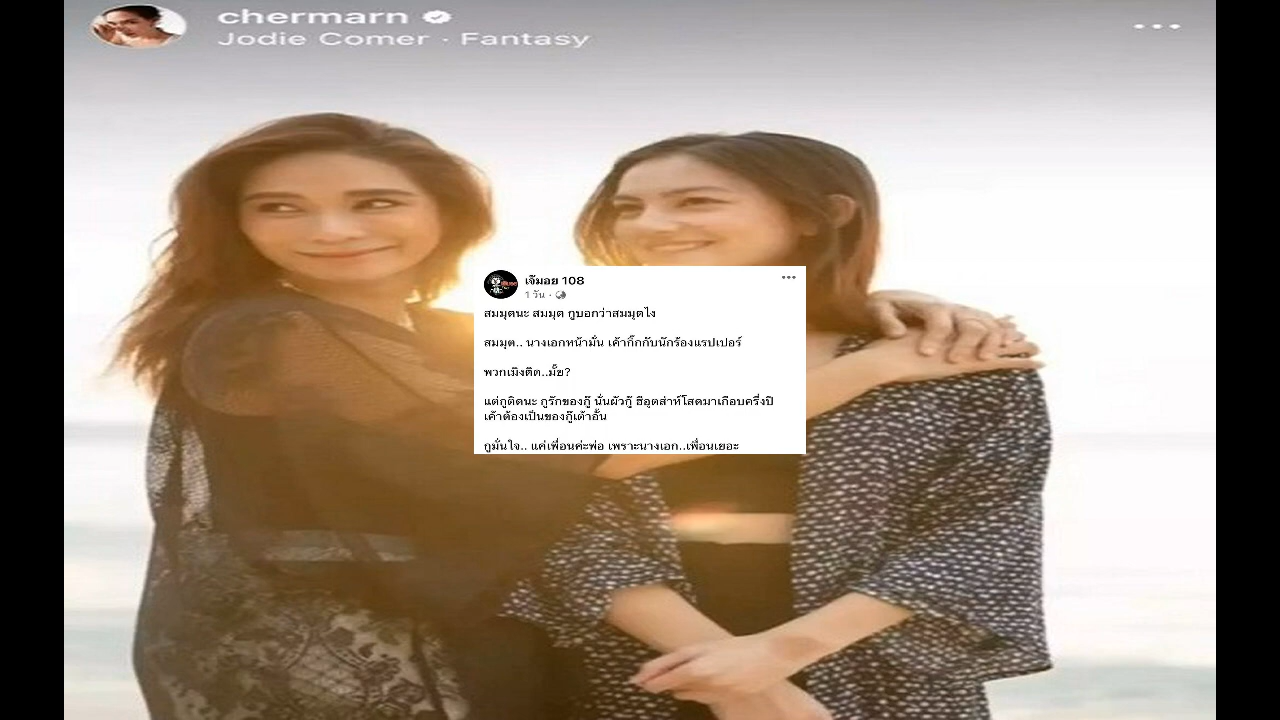 chermarn
Jodie Comer · Fantasy
เจ๊มอย 108
1 วัน ·
สมมุตนะ สมมุต กูบอกว่าสมมุตไง
สมมุต.. นางเอกหน้ามั่น เค้ากิ๊กกับนักร้องแรปเปอร์
พวกเมิงติด..มั้ย?
แต่กูติดนะ กูรักของกู๊ นั่นผัวกู๊ ฮีอุตส่าห์โสดมาเกือบครึ่งปี
เค้าต้องเป็นของกู๊เด้าอั้น
กูมั่นใจ.. แค่เพื่อนค่ะพ่อ เพราะนางเอก..เพื่อนเยอะ